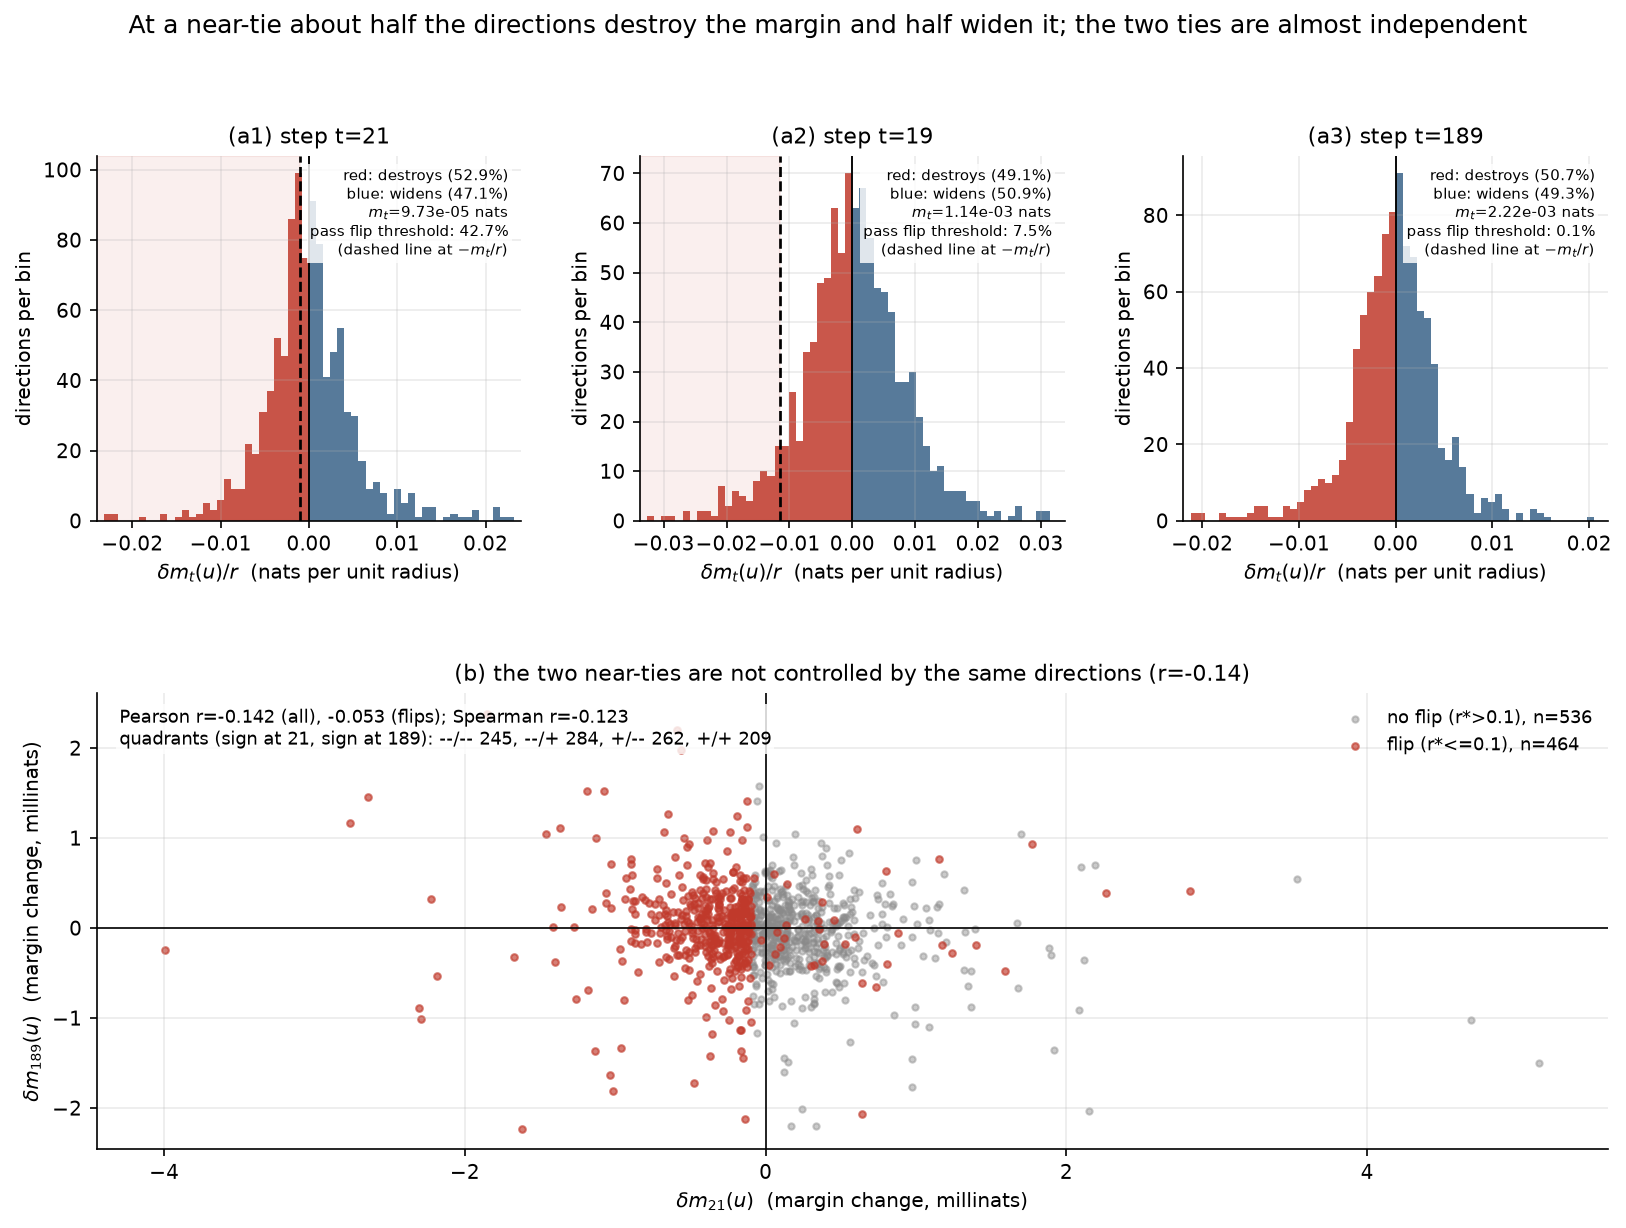 At a near-tie about half the directions destroy the margin and half widen it; the two ties are almost independent
(a1) step t=21
100
80
60
40
20
0
directions per bin
red: destroys (52.9%)
blue: widens (47.1%)
mₜ=9.73e-05 nats
pass flip threshold: 42.7%
(dashed line at −mₜ/r)
−0.02
−0.01
0.00
0.01
0.02
δmₜ(u)/r (nats per unit radius)
(a2) step t=19
70
60
50
40
30
20
10
0
directions per bin
red: destroys (49.1%)
blue: widens (50.9%)
mₜ=1.14e-03 nats
pass flip threshold: 7.5%
(dashed line at −mₜ/r)
−0.03
−0.02
−0.01
0.00
0.01
0.02
0.03
δmₜ(u)/r (nats per unit radius)
(a3) step t=189
80
60
40
20
0
directions per bin
red: destroys (50.7%)
blue: widens (49.3%)
mₜ=2.22e-03 nats
pass flip threshold: 0.1%
(dashed line at −mₜ/r)
−0.02
−0.01
0.00
0.01
0.02
δmₜ(u)/r (nats per unit radius)
(b) the two near-ties are not controlled by the same directions (r=-0.14)
Pearson r=-0.142 (all), -0.053 (flips); Spearman r=-0.123
quadrants (sign at 21, sign at 189): --/-- 245, --/+ 284, +/-- 262, +/+ 209
no flip (r*>0.1), n=536
flip (r*<=0.1), n=464
2
1
0
−1
−2
δm₁₈₉(u) (margin change, millinats)
−4
−2
0
2
4
δm₂₁(u) (margin change, millinats)